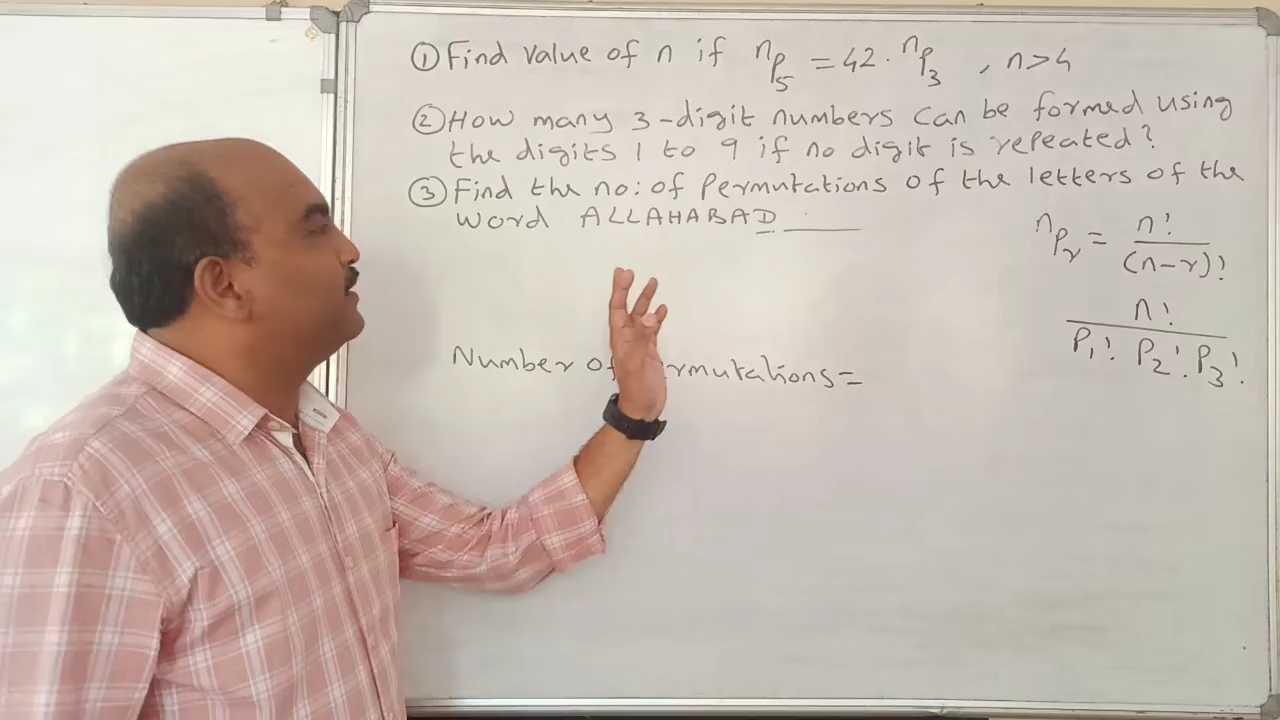 ① Find value of n if ⁿP₅ = 42 . ⁿP₃ , n>4
② How many 3-digit numbers can be formed using
the digits 1 to 9 if no digit is repeated?
③ Find the no: of Permutations of the letters of the
word ALLAHABAD
ⁿPᵣ = n! / (n-r)!
n! / P₁! P₂! P₃!
Number of rmutations=